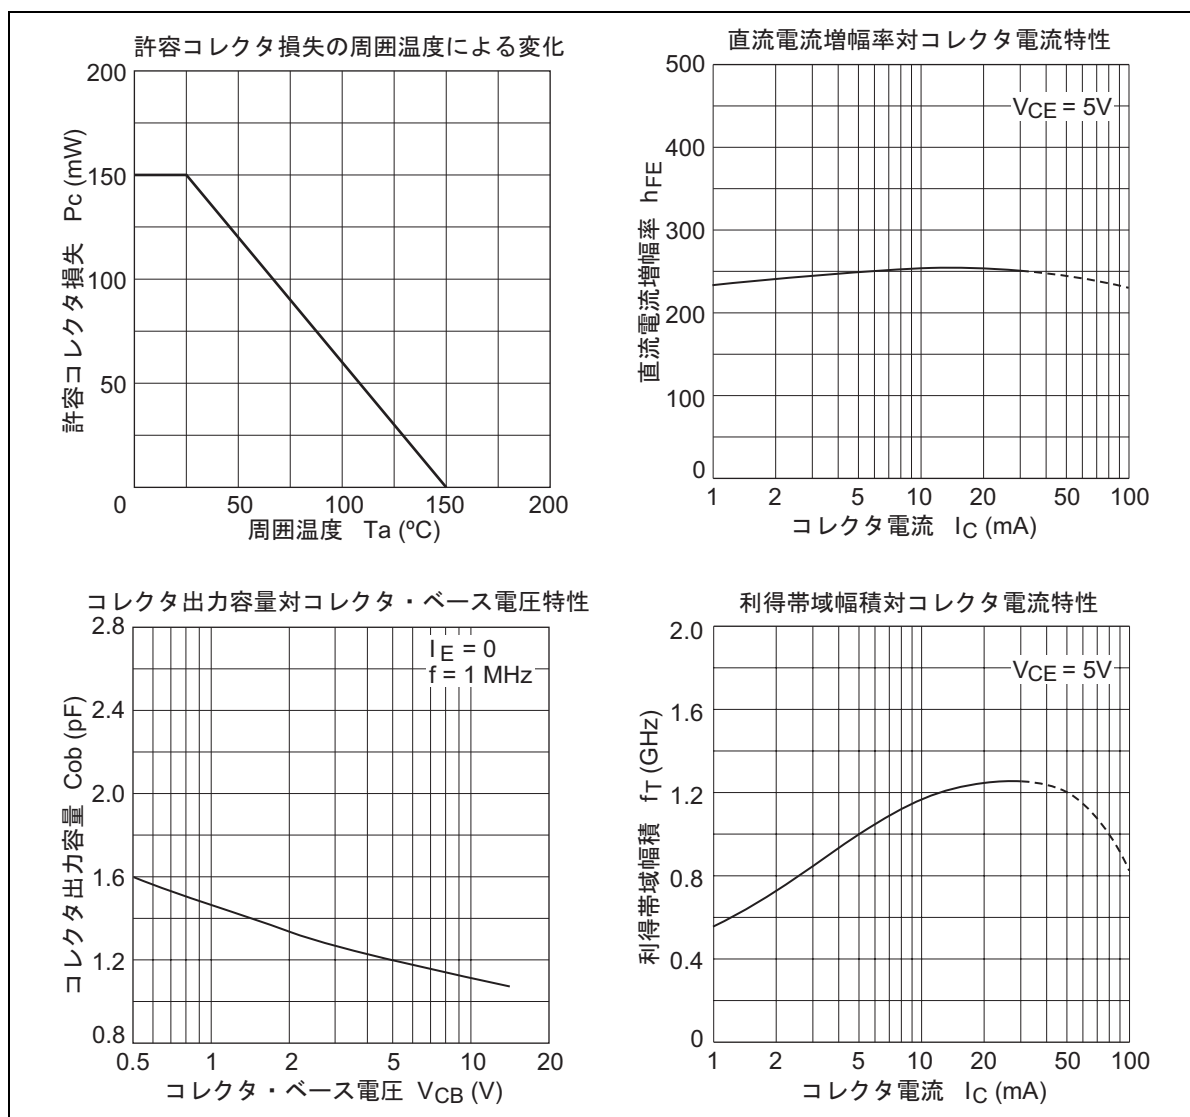 許容コレクタ損失の周囲温度による変化
200
150
100
50
0
50
100
150
200
許容コレクタ損失 Pc (mW)
周囲温度 Ta (ºC)
直流電流増幅率対コレクタ電流特性
VCE = 5V
500
400
300
200
100
0
1
2
5
10
20
50
100
直流電流増幅率 hFE
コレクタ電流 IC (mA)
コレクタ出力容量対コレクタ・ベース電圧特性
IE = 0
f = 1 MHz
2.8
2.4
2.0
1.6
1.2
0.8
0.5
1
2
5
10
20
コレクタ出力容量 Cob (pF)
コレクタ・ベース電圧 VCB (V)
利得帯域幅積対コレクタ電流特性
VCE = 5V
2.0
1.6
1.2
0.8
0.4
0
1
2
5
10
20
50
100
利得帯域幅積 fT (GHz)
コレクタ電流 IC (mA)